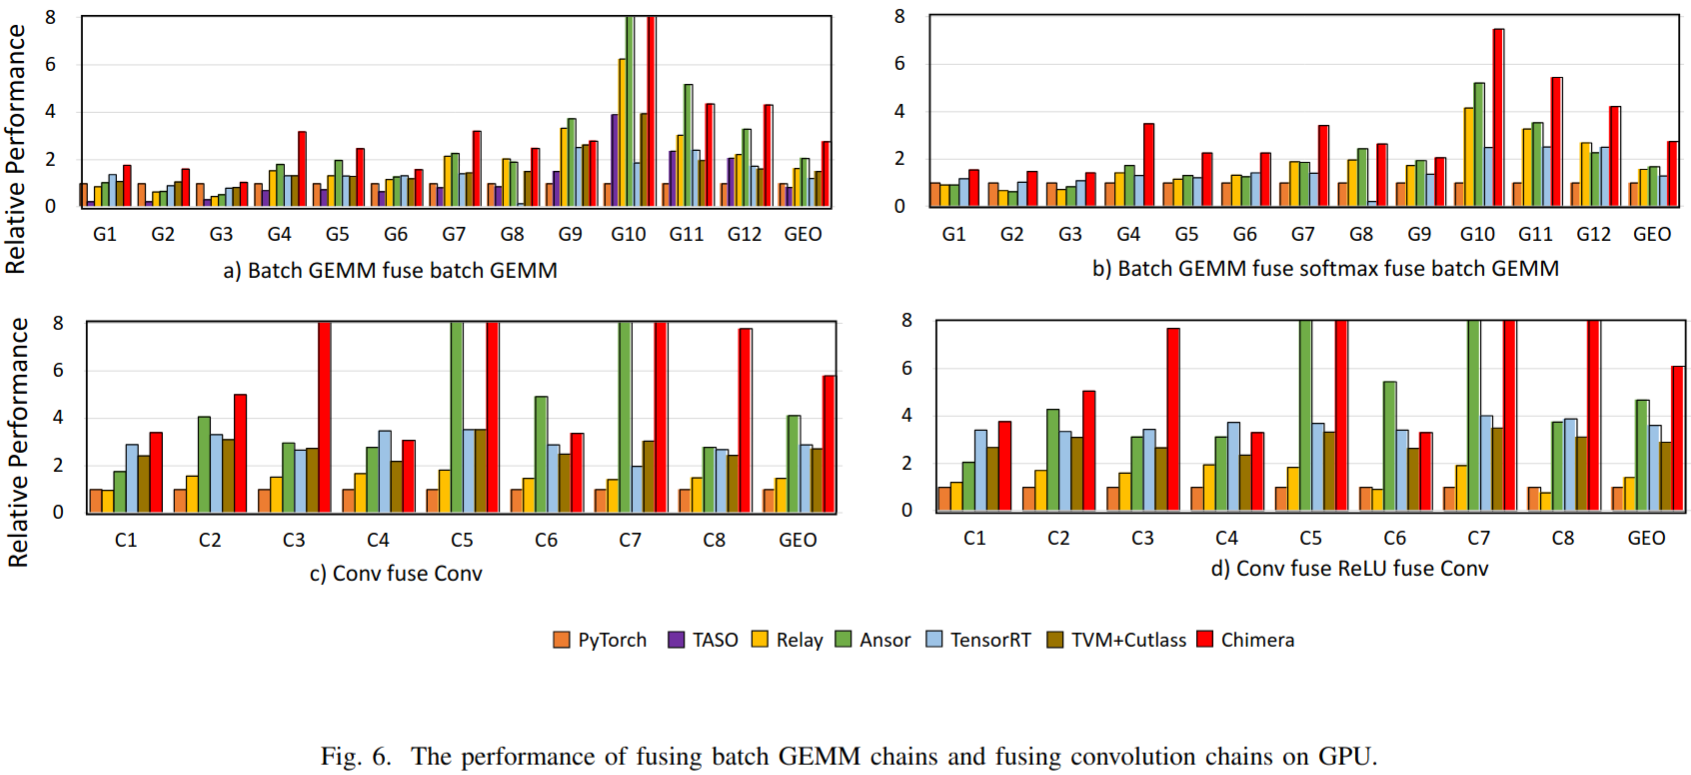 Relative Performance
8
6
4
2
0
G1 G2 G3 G4 G5 G6 G7 G8 G9 G10 G11 G12 GEO
a) Batch GEMM fuse batch GEMM
8
6
4
2
0
G1 G2 G3 G4 G5 G6 G7 G8 G9 G10 G11 G12 GEO
b) Batch GEMM fuse softmax fuse batch GEMM
Relative Performance
8
6
4
2
0
C1 C2 C3 C4 C5 C6 C7 C8 GEO
c) Conv fuse Conv
8
6
4
2
0
C1 C2 C3 C4 C5 C6 C7 C8 GEO
d) Conv fuse ReLU fuse Conv
PyTorch TASO Relay Ansor TensorRT TVM+Cutlass Chimera
Fig. 6. The performance of fusing batch GEMM chains and fusing convolution chains on GPU.